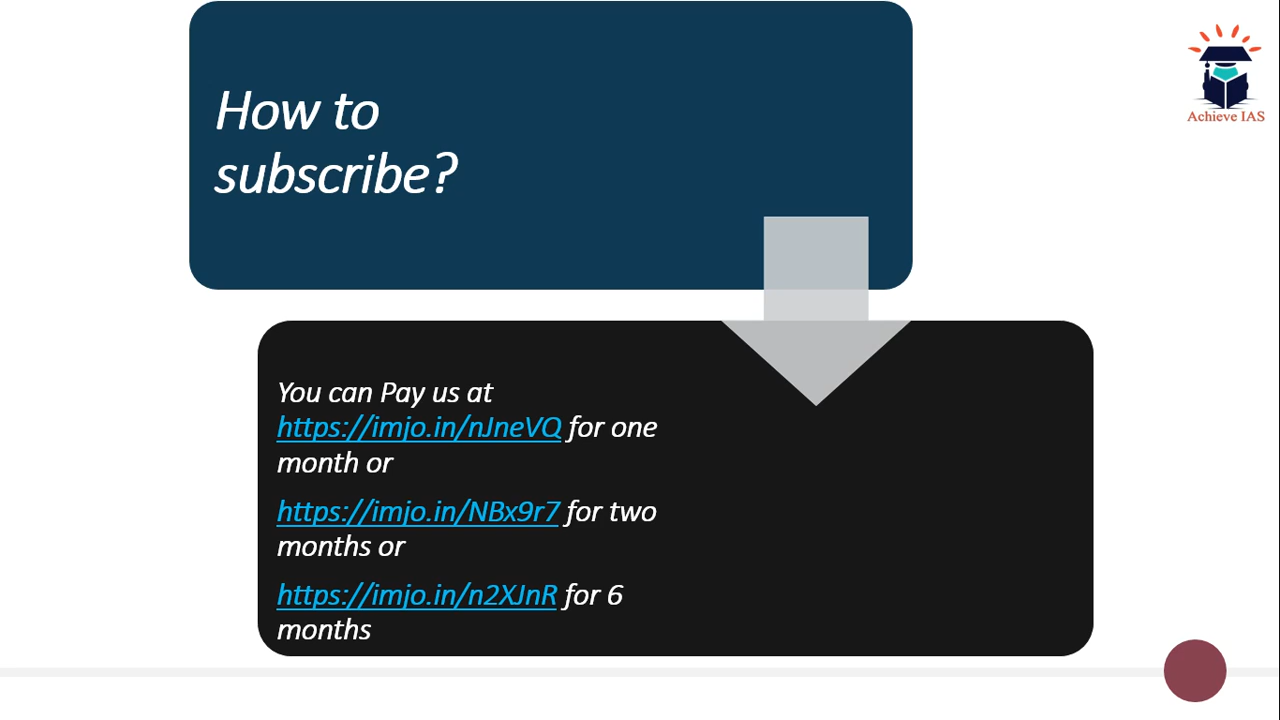 How to
subscribe?
Achieve IAS
You can Pay us at
https://imjo.in/nJneVQ for one
month or
https://imjo.in/NBx9r7 for two
months or
https://imjo.in/n2XJnR for 6
months